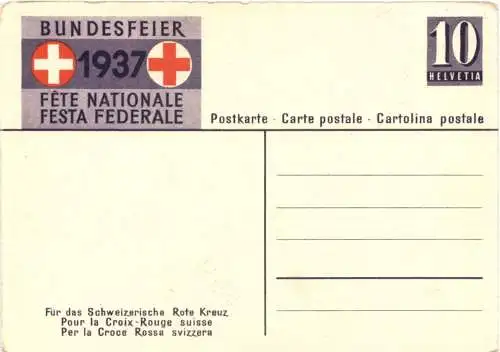 BUNDESFEIER
1937
FÊTE NATIONALE
FESTA FEDERALE
10
HELVETIA
Postkarte - Carte postale - Cartolina postale
Für das Schweizerische Rote Kreuz
Pour la Croix-Rouge suisse
Per la Croce Rossa svizzera